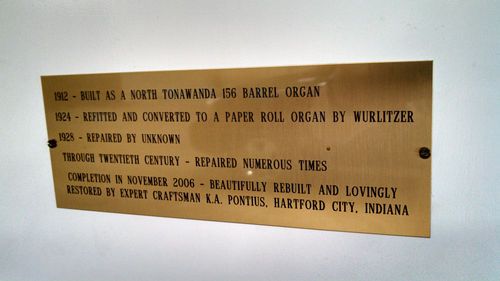 1912 - BUILT AS A NORTH TONAWANDA 156 BARREL ORGAN
1924 - REFITTED AND CONVERTED TO A PAPER ROLL ORGAN BY WURLITZER
1928 - REPAIRED BY UNKNOWN
THROUGH TWENTIETH CENTURY - REPAIRED NUMEROUS TIMES
COMPLETION IN NOVEMBER 2006 - BEAUTIFULLY REBUILT AND LOVINGLY
RESTORED BY EXPERT CRAFTSMAN K.A. PONTIUS, HARTFORD CITY, INDIANA